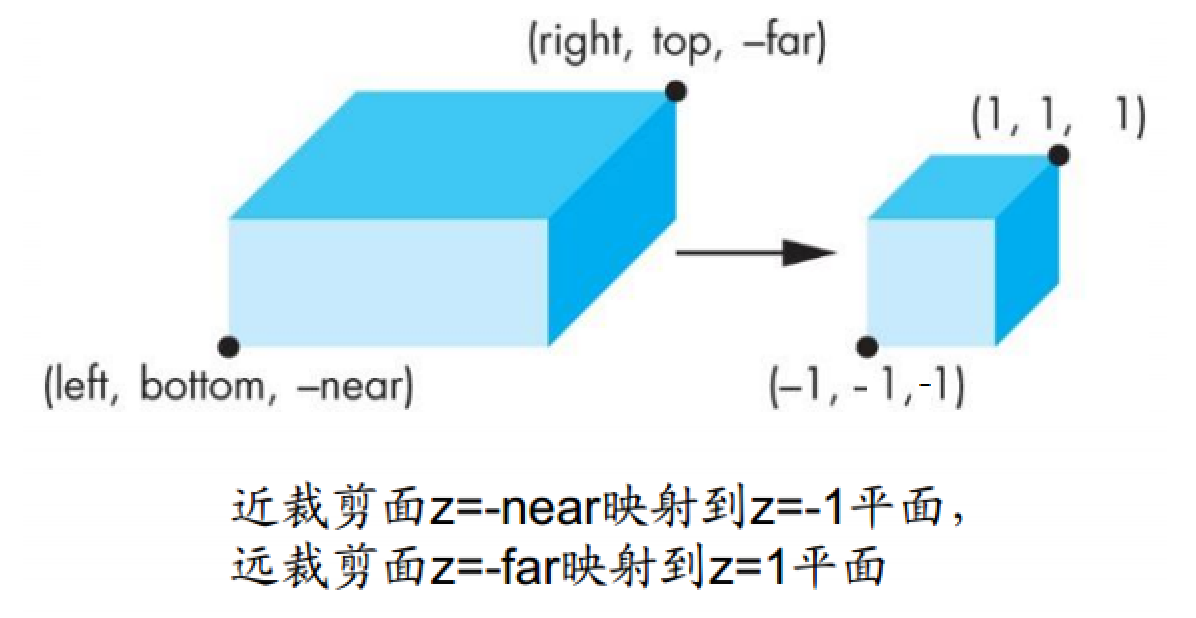 (right, top, –far)
(1, 1, 1)
(left, bottom, –near)
(–1, - 1,-1)
近裁剪面z=-near映射到z=-1平面，
远裁剪面z=-far映射到z=1平面